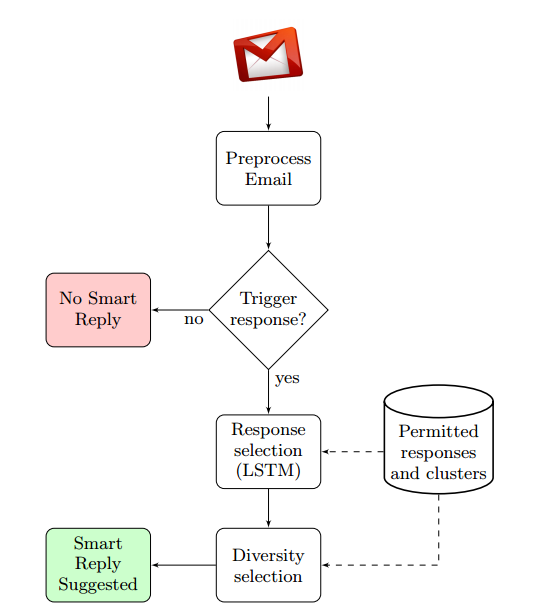 Preprocess
Email
Trigger
response?
no
No Smart
Reply
yes
Response
selection
(LSTM)
Permitted
responses
and clusters
Diversity
selection
Smart
Reply
Suggested